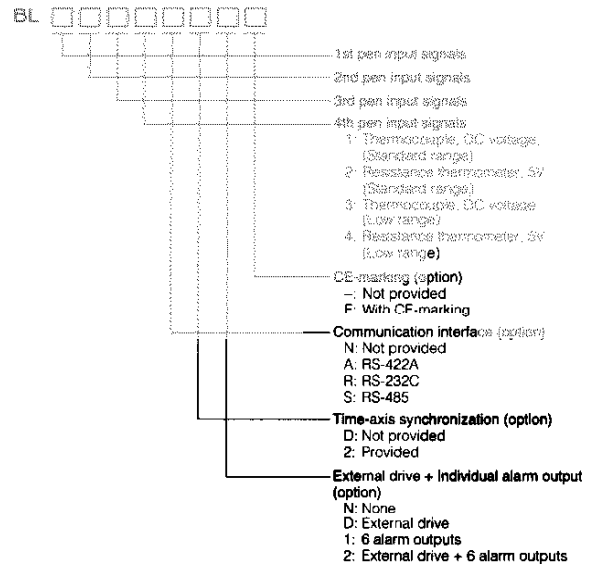 BL
1st pen input signals
2nd pen input signals
3rd pen input signals
4th pen input signals
1: Thermocouple, DC voltage,
(Standard range)
2: Resistance thermometer, 5V
(Standard range)
3: Thermocouple, DC voltage
(Low range)
4. Resistance thermometer, 5V
(Low range)
CE-marking (option)
–: Not provided
E: With CE-marking
Communication interface (option)
N: Not provided
A: RS-422A
R: RS-232C
S: RS-485
Time-axis synchronization (option)
D: Not provided
2: Provided
External drive + Individual alarm output
(option)
N: None
D: External drive
1: 6 alarm outputs
2: External drive + 6 alarm outputs